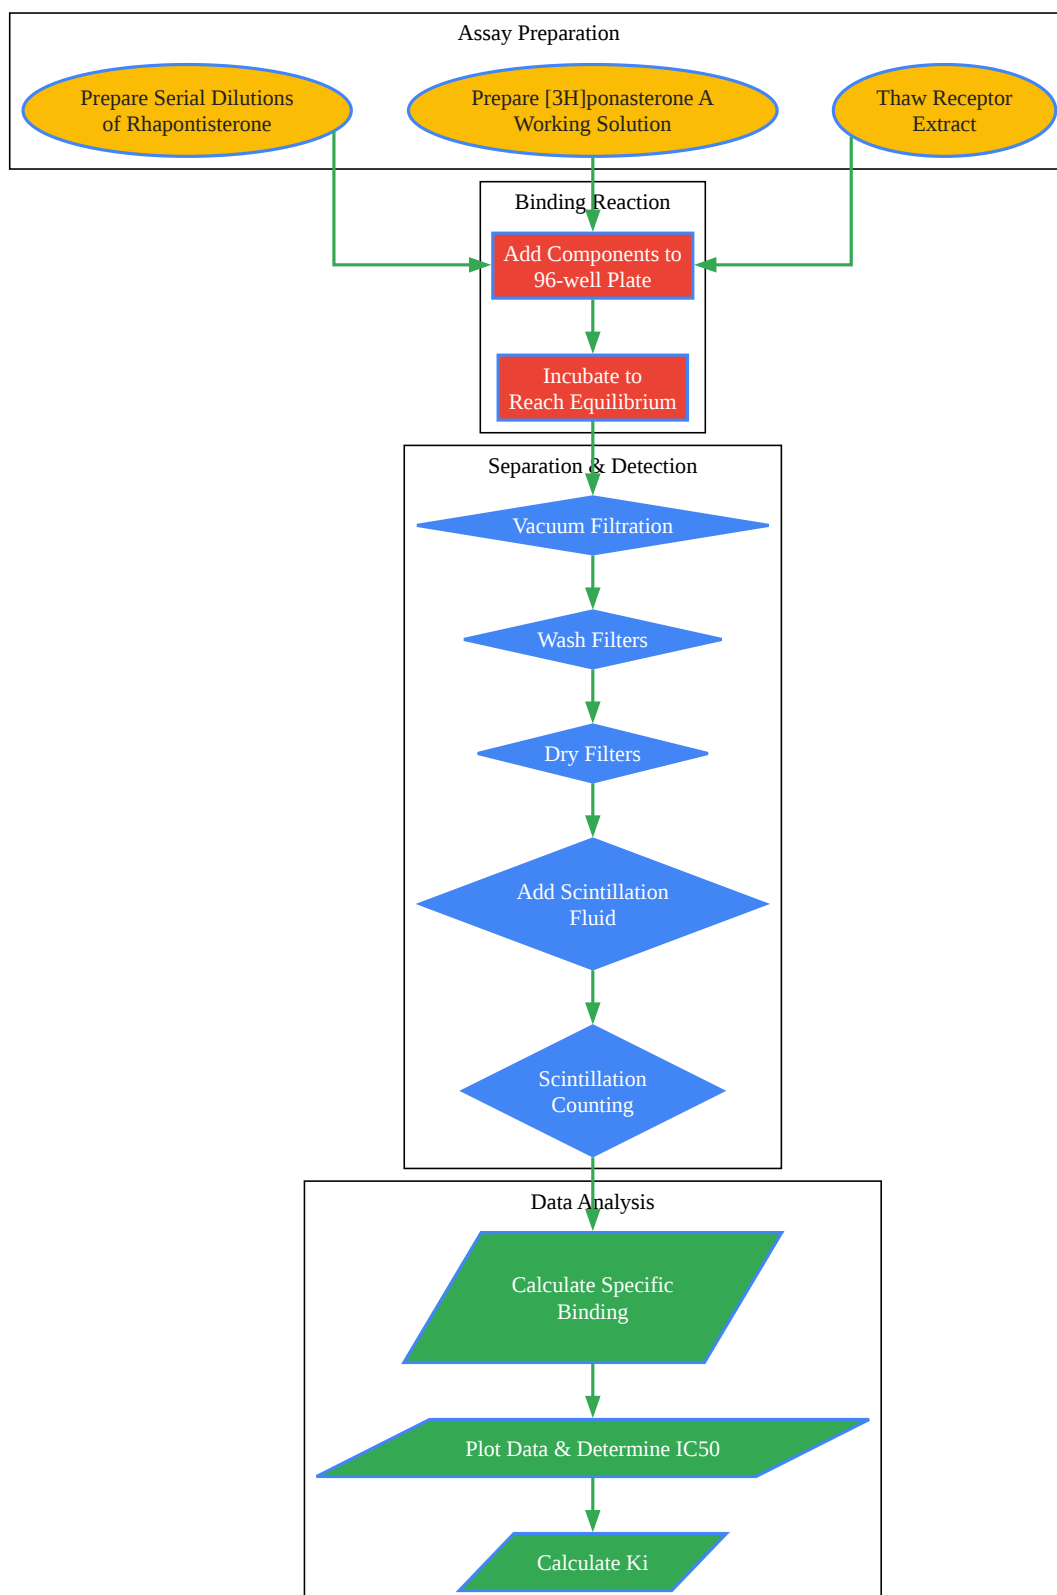 Assay Preparation
Prepare Serial Dilutions
of Rhapontisterone
Prepare [3H]ponasterone A
Working Solution
Thaw Receptor
Extract
Binding Reaction
Add Components to
96-well Plate
Incubate to
Reach Equilibrium
Separation & Detection
Vacuum Filtration
Wash Filters
Dry Filters
Add Scintillation
Fluid
Scintillation
Counting
Data Analysis
Calculate Specific
Binding
Plot Data & Determine IC50
Calculate Ki